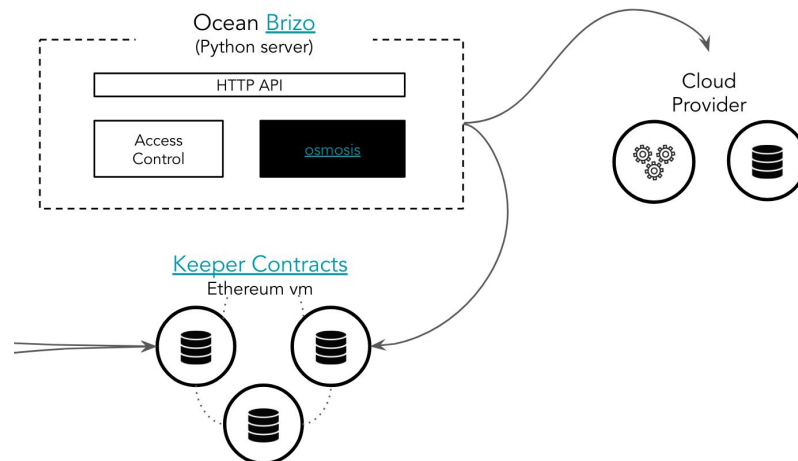 Ocean Brizo
(Python server)
HTTP API
Access
Control
osmosis
Cloud
Provider
Keeper Contracts
Ethereum vm